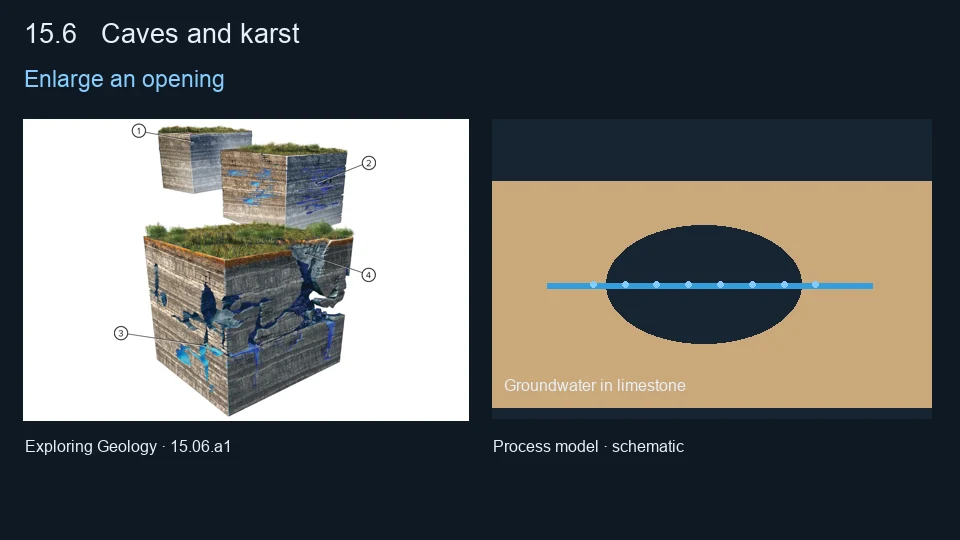 15.6 Caves and karst
Enlarge an opening
1
2
4
3
Groundwater in limestone
Exploring Geology · 15.06.a1
Process model · schematic